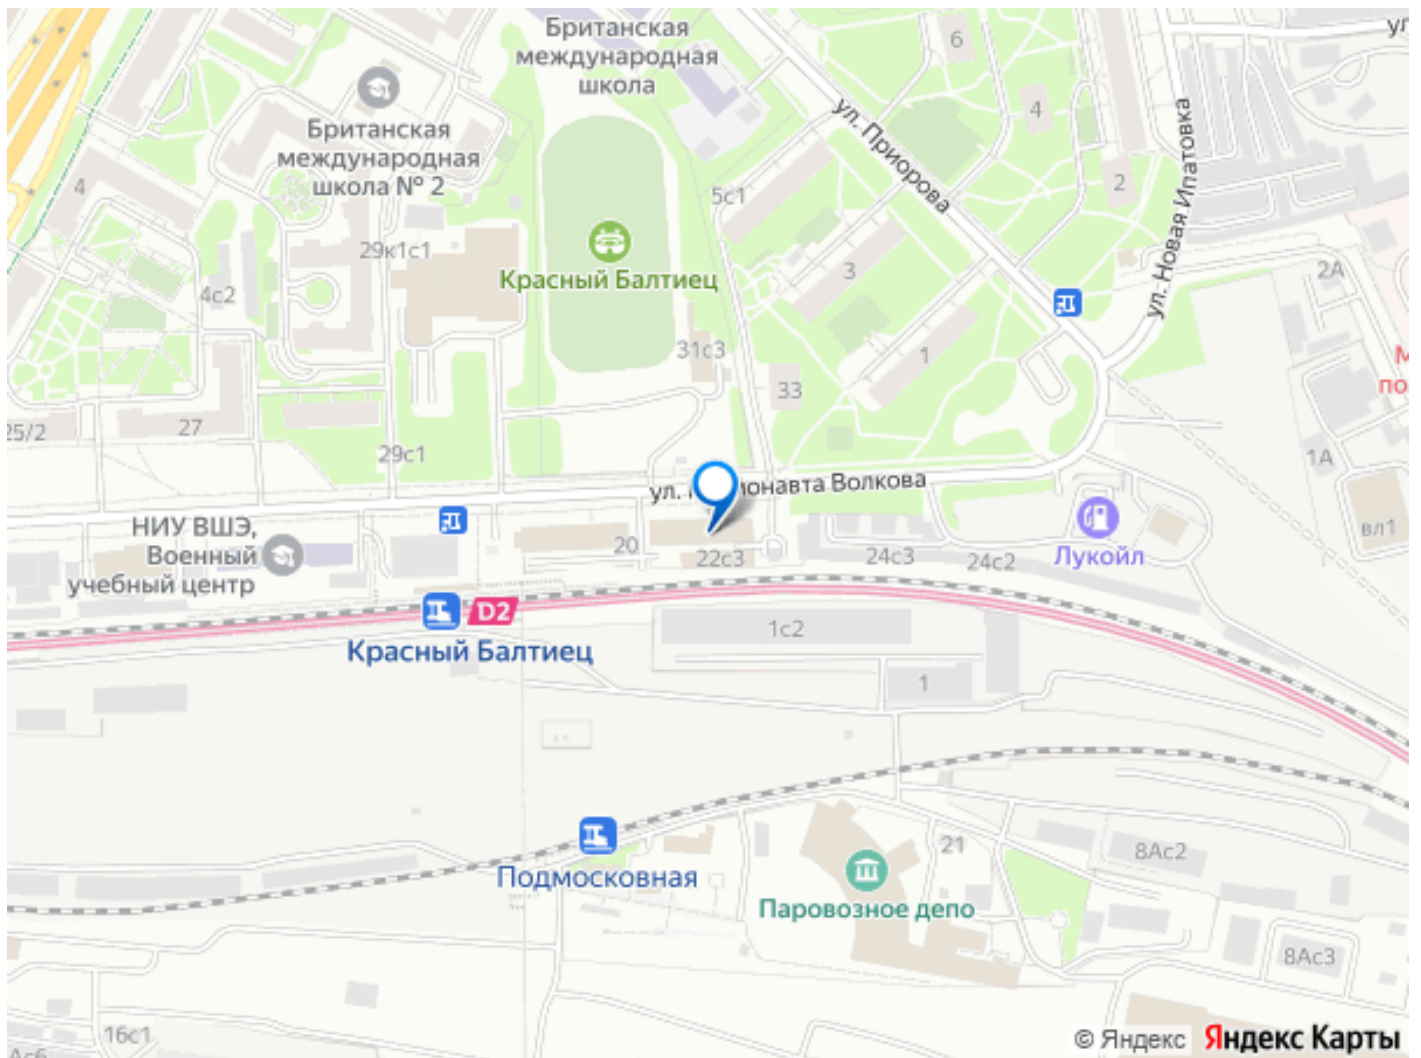 Британская
международная
школа
6
ул.
4
Британская
международная
школа № 2
ул. Приорова
ул. Новая Ипатовка
4
5с1
2
29к1с1
Красный Балтиец
3
2А
4с2
31с3
1
33
25/2
27
29с1
1А
ул.
монавта Волкова
НИУ ВШЭ,
Военный
учебный центр
20
22с3
24с3
24с2
Лукойл
вл1
D2
Красный Балтиец
1с2
1
Подмосковная
21
8Ас2
Паровозное депо
8Ас3
16с1
© Яндекс Яндекс Карты